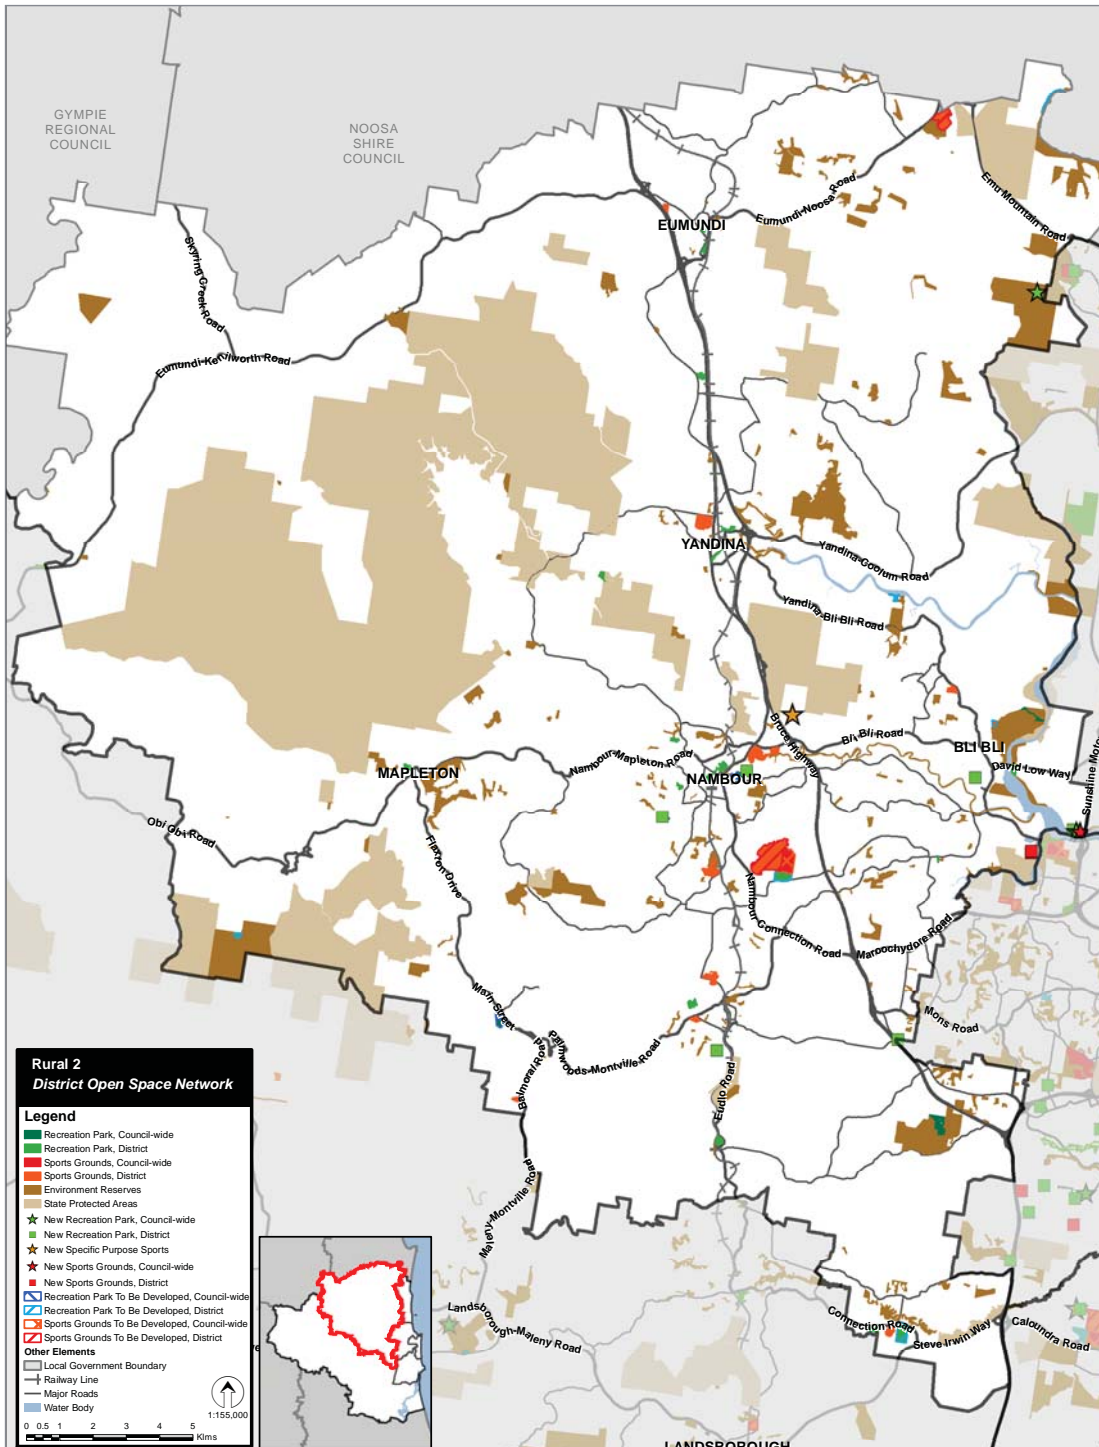 GYMPIE
REGIONAL
COUNCIL
NOOSA
SHIRE
COUNCIL
Skyring Creek Road
Eumundi-Kenilworth Road
EUMUNDI
Eumundi-Noosa Road
Emu Mountain Road
YANDINA
Yandina-Coolum Road
Yandina-Bli Bli Road
Bruce Highway
Bli Bli Road
BLI BLI
David Low Way
Sunshine Moto
MAPLETON
Nambour-Mapleton Road
NAMBOUR
Obi Obi Road
Flaxton Drive
Nambour Connection Road
Maroochydore Road
Mons Road
Main Street
Palmwoods-Montville Road
Balmoral Road
Eudlo Road
Maleny-Montville Road
Landsborough-Maleny Road
Connection Road
Steve Irwin Way
Caloundra Road
LANDSBOROUGH
Rural 2
District Open Space Network
Legend
Recreation Park, Council-wide
Recreation Park, District
Sports Grounds, Council-wide
Sports Grounds, District
Environment Reserves
State Protected Areas
New Recreation Park, Council-wide
New Recreation Park, District
New Specific Purpose Sports
New Sports Grounds, Council-wide
New Sports Grounds, District
Recreation Park To Be Developed, Council-wide
Recreation Park To Be Developed, District
Sports Grounds To Be Developed, Council-wide
Sports Grounds To Be Developed, District
Other Elements
Local Government Boundary
Railway Line
Major Roads
Water Body
1:155,000
0 0.5 1 2 3 4 5
Klms